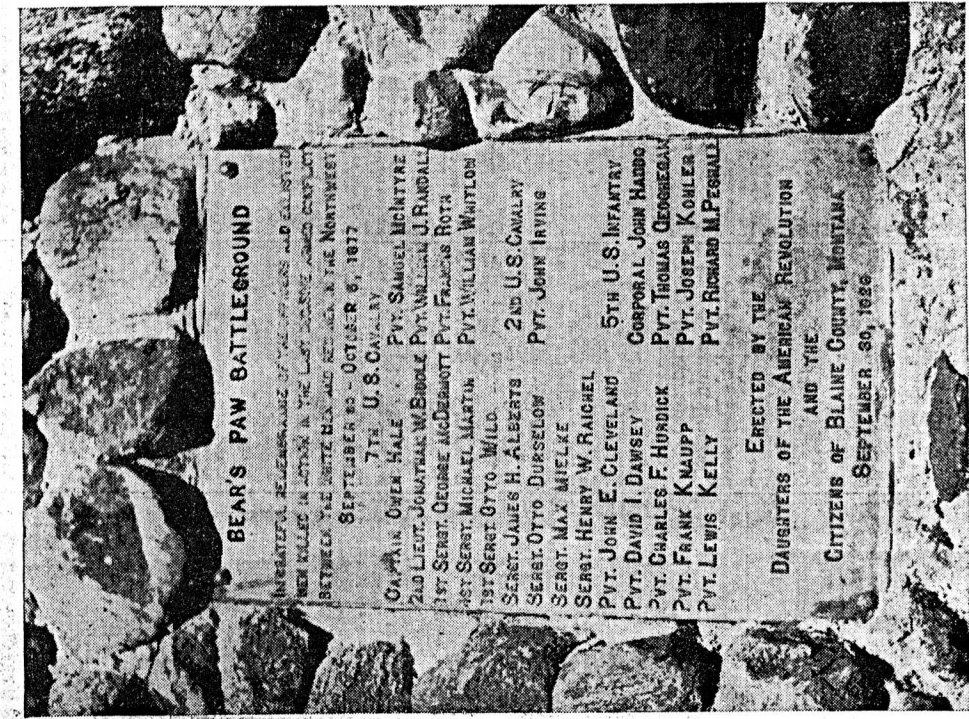 BEAR'S PAW BATTLEGROUND
IN GRATEFUL REMEMBRANCE OF THE OFFICERS AND ENLISTED
MEN KILLED IN ACTION IN THE LAST DECISIVE ARMED CONFLICT
BETWEEN THE WHITE MEN AND RED MEN IN THE NORTHWEST
SEPTEMBER 30 - OCTOBER 5, 1877
7TH U.S. CAVALRY
CAPTAIN OWEN HALE PVT. SAMUEL MCINTYRE
2ND LIEUT. JONATHAN W. BIDDLE PVT. WILLIAM J. RANDALL
1ST SERGT. GEORGE MCDERMOTT PVT. FRANCIS ROTH
1ST SERGT. MICHAEL MARTIN PVT. WILLIAM WHITLOW
1ST SERGT. OTTO WILD
SERGT. JAMES H. ALBERTS 2ND U.S. CAVALRY
SERGT. OTTO DURSELOW PVT. JOHN IRVING
SERGT. MAX MIELKE
SERGT. HENRY W. RAICHEL
PVT. JOHN E. CLEVELAND 5TH U.S. INFANTRY
PVT. DAVID I. DAWSEY CORPORAL JOHN HADDO
PVT. CHARLES F. HURDICK PVT. THOMAS GEOGHEGAN
PVT. FRANK KNAUPP PVT. JOSEPH KOHLER
PVT. LEWIS KELLY PVT. RICHARD M. PESHALL
ERECTED BY THE
DAUGHTERS OF THE AMERICAN REVOLUTION
AND THE
CITIZENS OF BLAINE COUNTY, MONTANA
SEPTEMBER 30, 1929